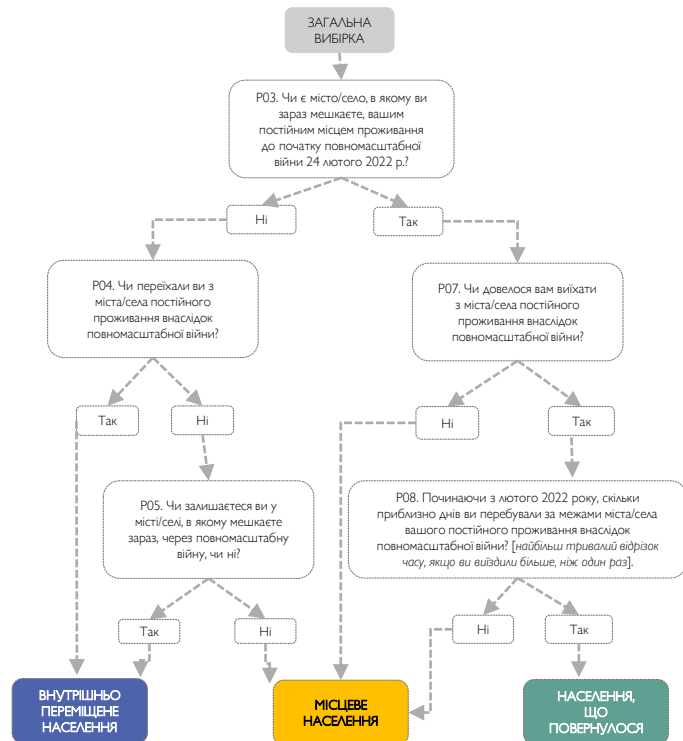 ЗАГАЛЬНА
ВИБІРКА
P03. Чи є місто/село, в якому ви
зараз мешкаєте, вашим
постійним місцем проживання
до початку повномасштабної
війни 24 лютого 2022 р.?
Ні
Так
P04. Чи переїхали ви з
міста/села постійного
проживання внаслідок
повномасштабної війни?
P07. Чи довелося вам виїхати
з міста/села постійного
проживання внаслідок
повномасштабної війни?
Так
Ні
Ні
Так
P05. Чи залишаєтеся ви у
місті/селі, в якому мешкаєте
зараз, через повномасштабну
війну, чи ні?
P08. Починаючи з лютого 2022 року, скільки
приблизно днів ви перебували за межами міста/села
вашого постійного проживання внаслідок
повномасштабної війни? [найбільш тривалий відрізок
часу, якщо ви виїздили більше, ніж один раз].
Так
Ні
Ні
Так
ВНУТРІШНЬО
ПЕРЕМІЩЕНЕ
НАСЕЛЕННЯ
МІСЦЕВЕ
НАСЕЛЕННЯ
НАСЕЛЕННЯ,
ЩО
ПОВЕРНУЛОСЯ